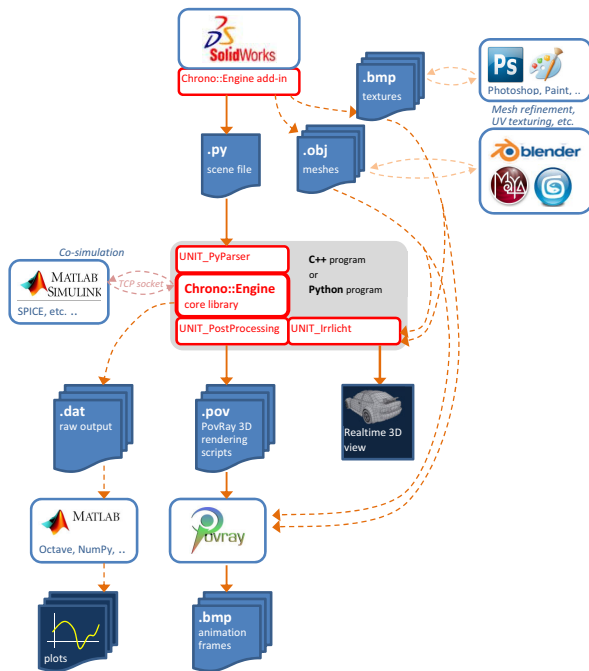 SolidWorks
Chrono::Engine add-in
.bmp
textures
Ps
Photoshop, Paint, ..
Mesh refinement,
UV texturing, etc.
blender
MAYA
.py
scene file
.obj
meshes
Co-simulation
MATLAB
SIMULINK
SPICE, etc. ..
TCP socket
UNIT_PyParser
Chrono::Engine
core library
UNIT_PostProcessing
UNIT_Irrlicht
C++ program
or
Python program
.dat
raw output
.pov
PovRay 3D
rendering
scripts
Realtime 3D
view
MATLAB
Octave, NumPy, ..
Povray
plots
.bmp
animation
frames